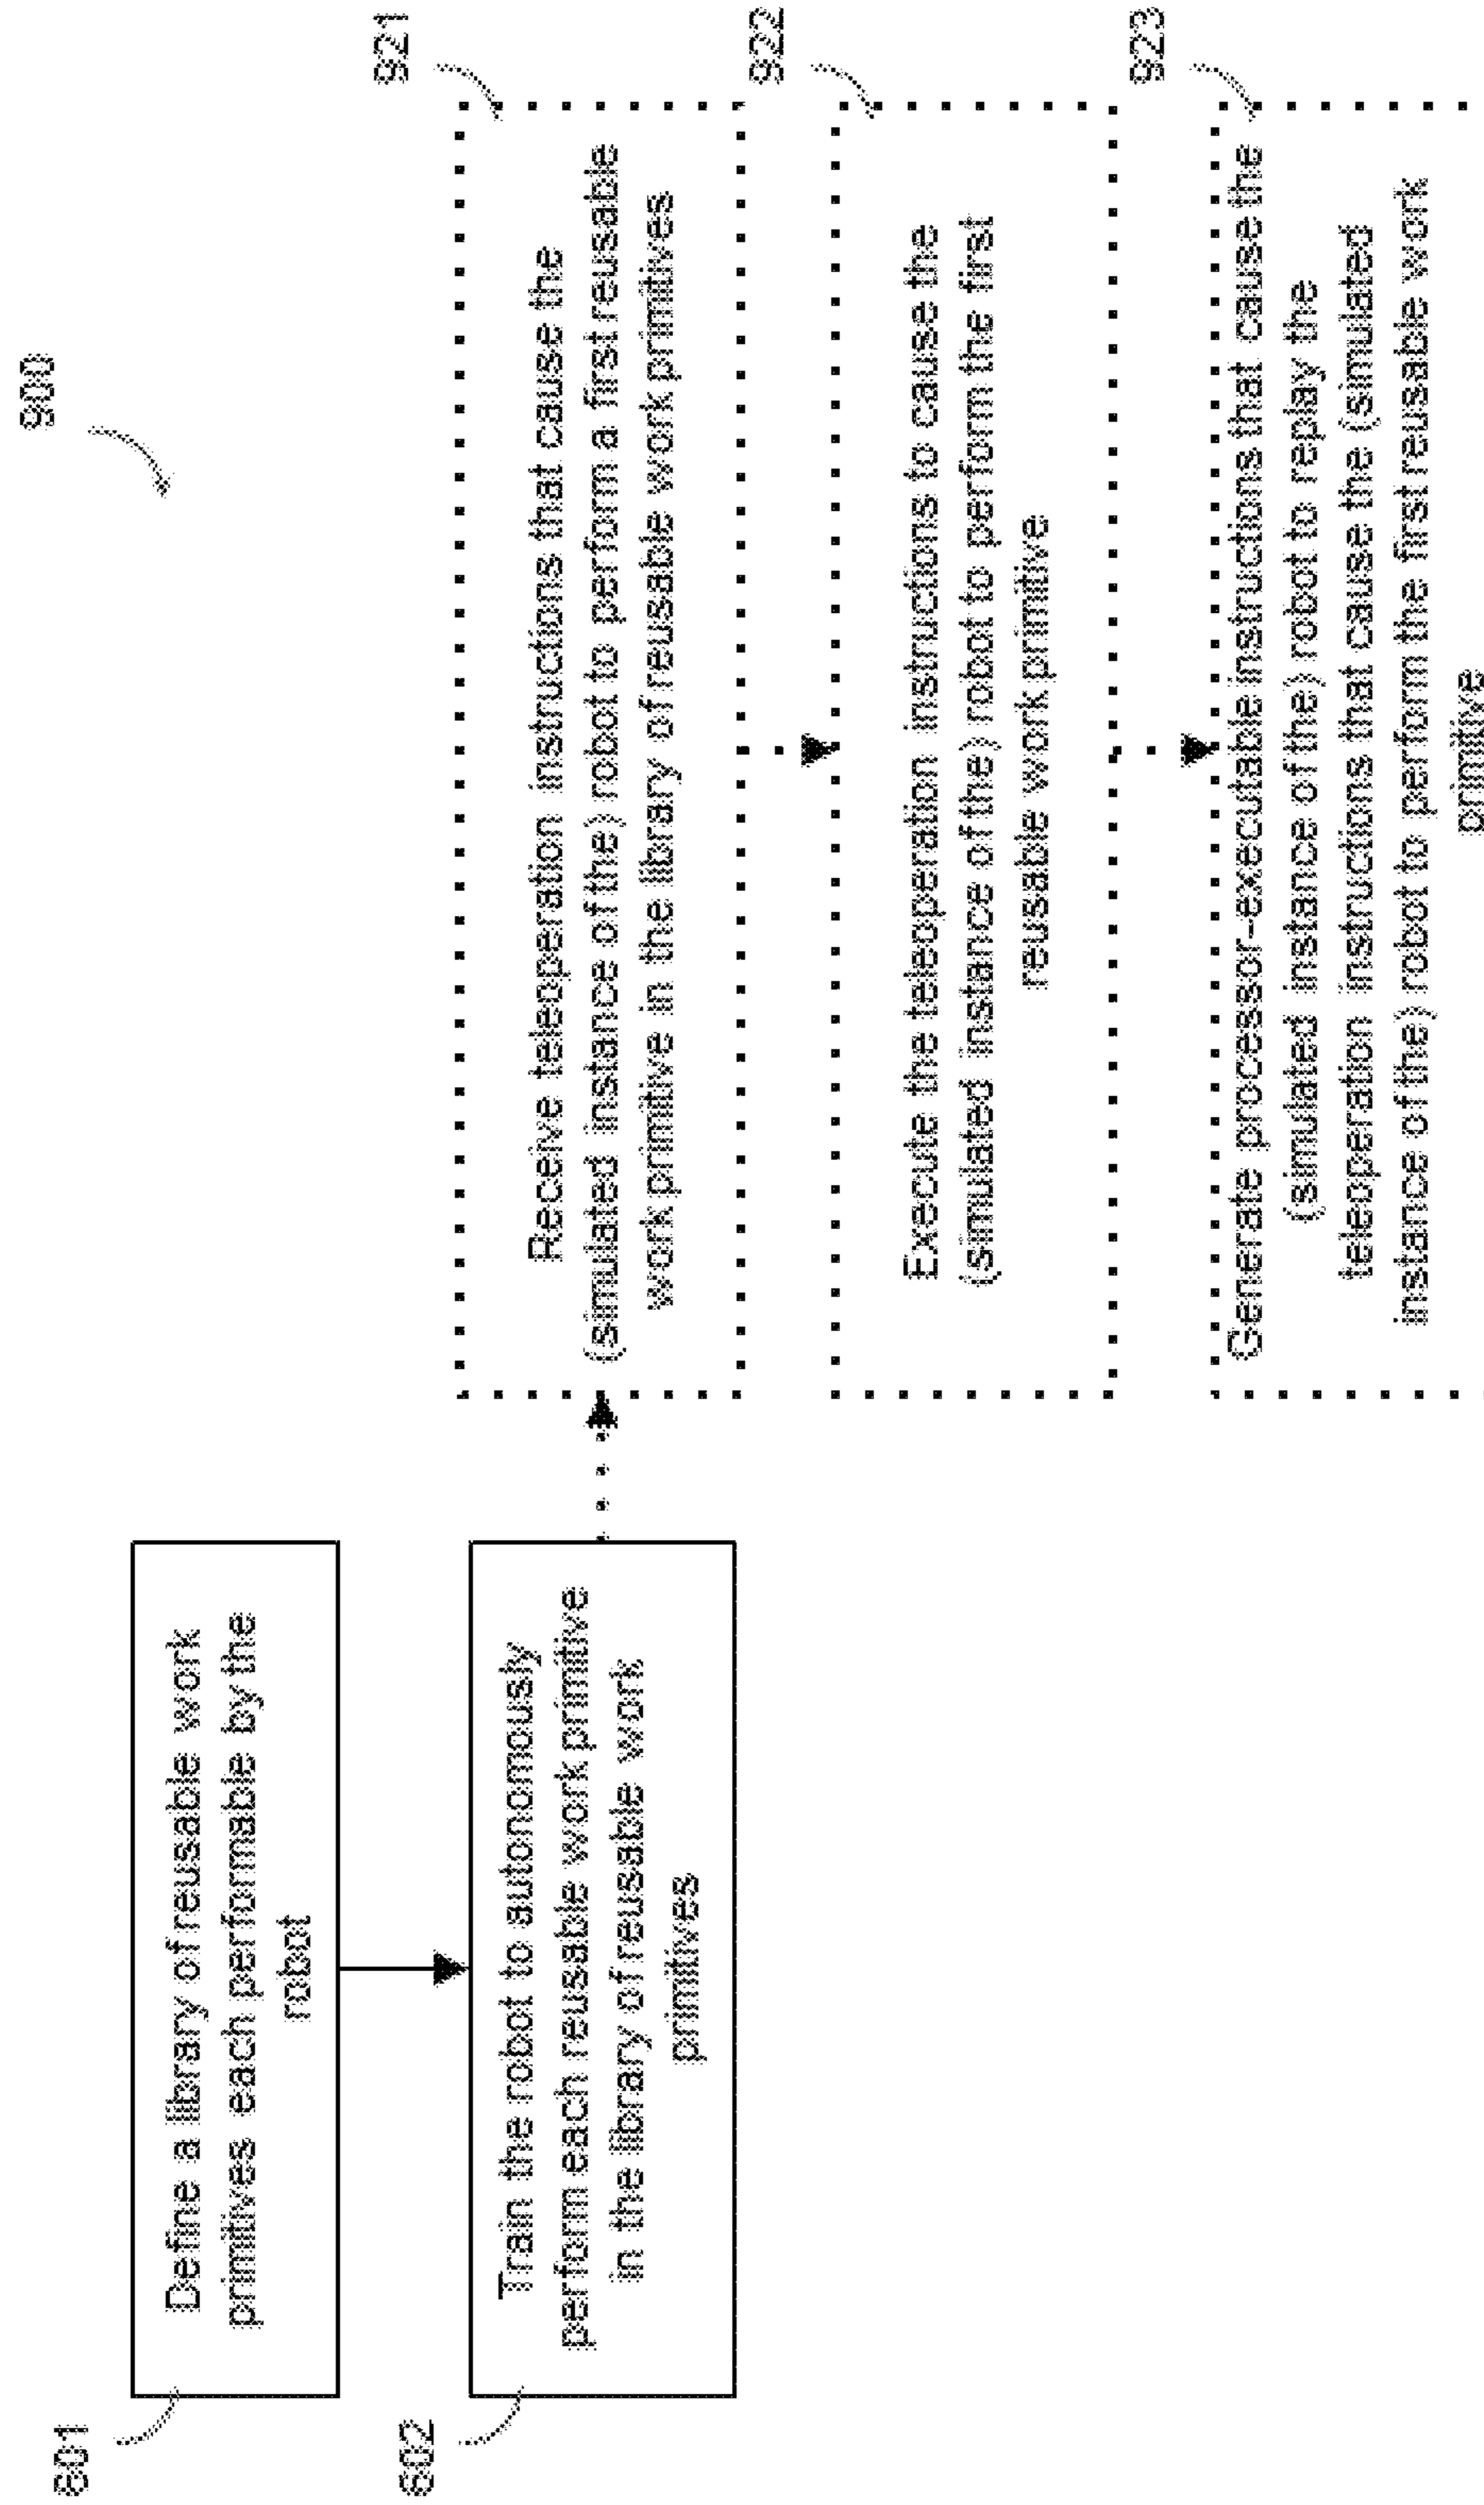 900
601
Define a library of reusable work
primitives each performable by the
robot
602
Train the robot to autonomously
perform each reusable work primitive
in the library of reusable work
primitives
921
Receive teleoperation instructions that cause the
(simulated instance of the) robot to perform a first reusable
work primitive in the library of reusable work primitives
922
Execute the teleoperation instructions to cause the
(simulated instance of the) robot to perform the first
reusable work primitive
923
Generate processor-executable instructions that cause the
(simulated instance of the) robot to replay the
teleoperation instructions that cause the (simulated
instance of the) robot to perform the first reusable work
primitive